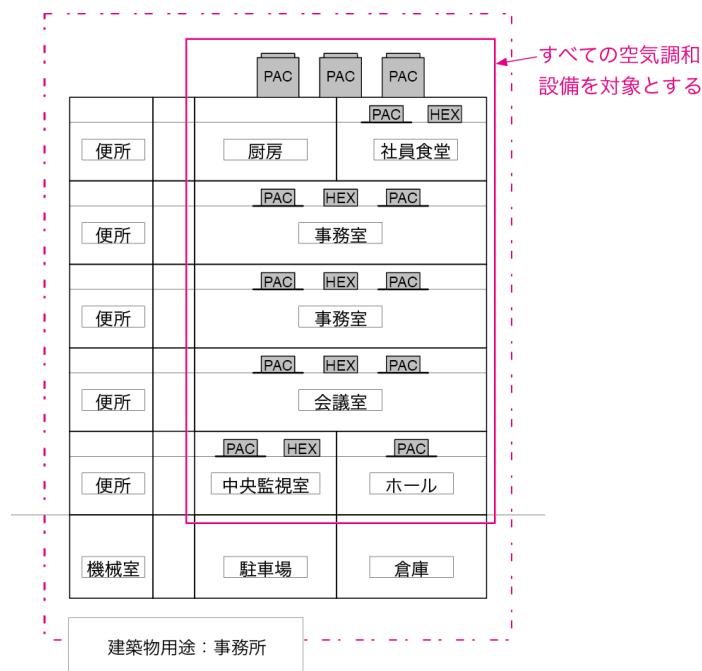 すべての空気調和
設備を対象とする
PAC PAC PAC
PAC HEX
便所 厨房 社員食堂
PAC HEX PAC
便所 事務室
PAC HEX PAC
便所 事務室
PAC HEX PAC
便所 会議室
PAC HEX PAC
便所 中央監視室 ホール
機械室 駐車場 倉庫
建築物用途：事務所